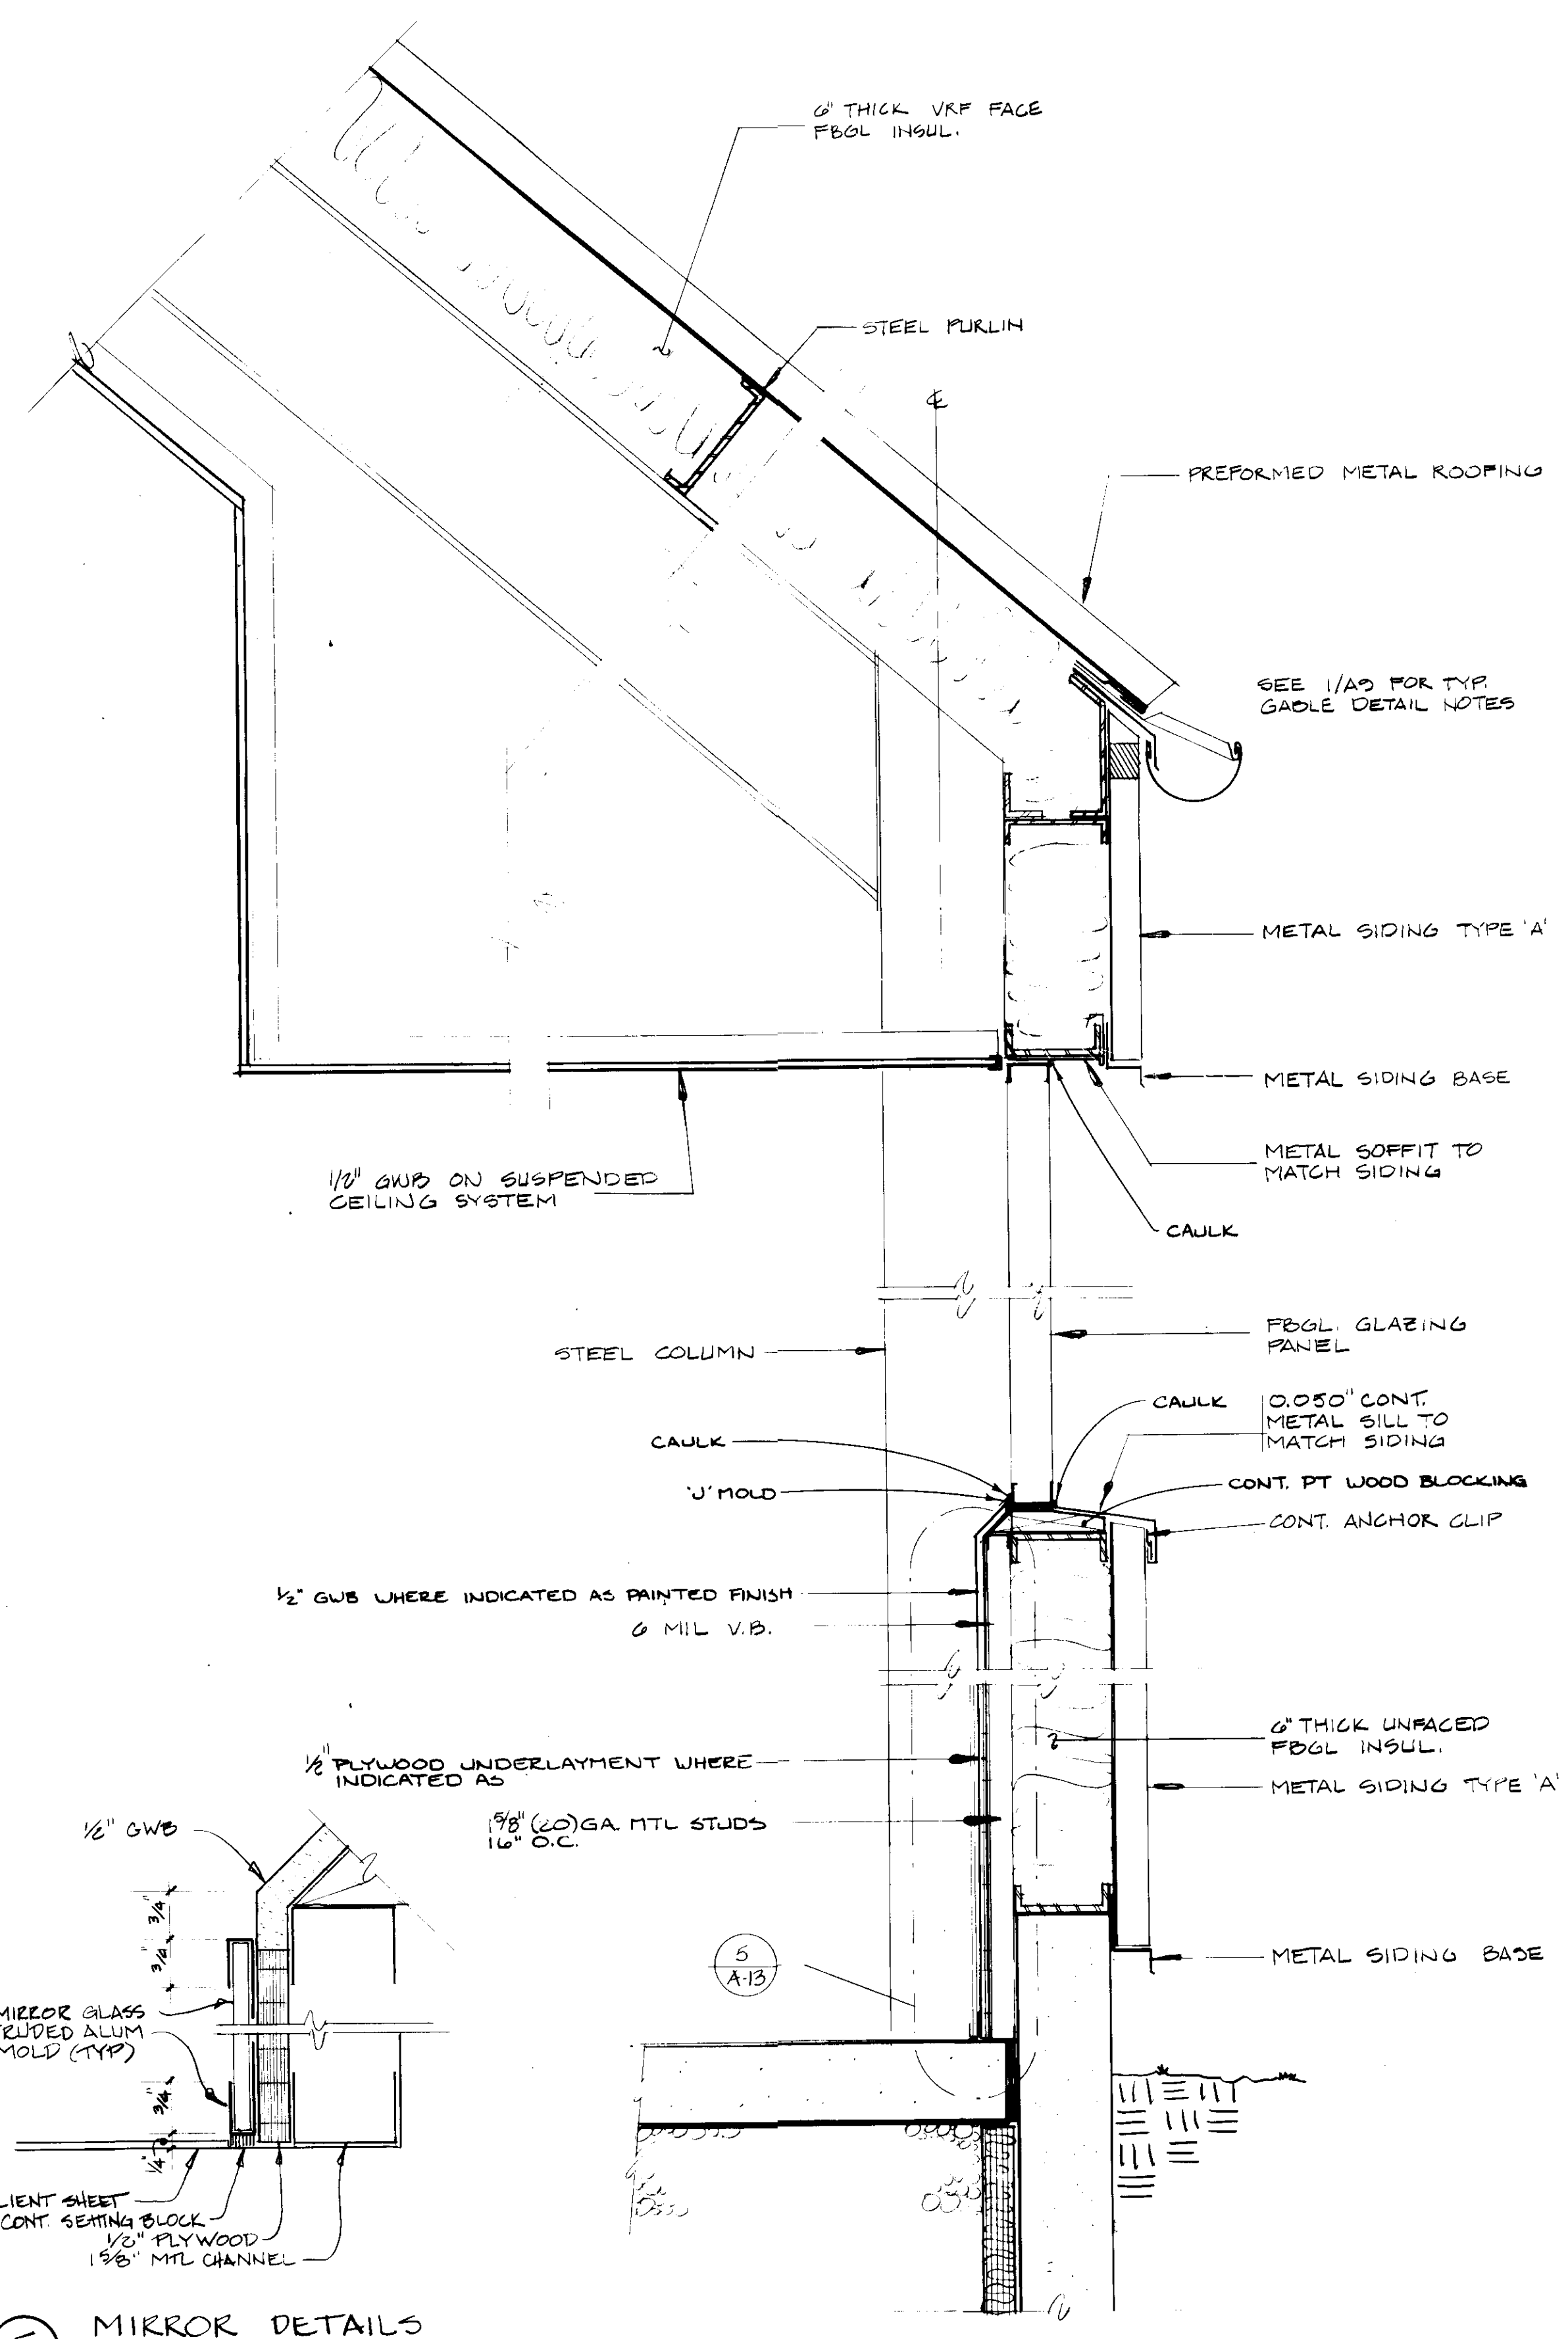 6" THICK VRF FACE
FBGL INSUL.
STEEL PURLIN
℄
PREFORMED METAL ROOFING
SEE 1/A9 FOR TYP.
GABLE DETAIL NOTES
METAL SIDING TYPE 'A'
METAL SIDING BASE
METAL SOFFIT TO
MATCH SIDING
CAULK
1/2" GWB ON SUSPENDED
CEILING SYSTEM
FBGL. GLAZING
PANEL
STEEL COLUMN
CAULK
0.050" CONT.
METAL SILL TO
MATCH SIDING
CAULK
'J' MOLD
CONT. PT WOOD BLOCKING
CONT. ANCHOR CLIP
1/2" GWB WHERE INDICATED AS PAINTED FINISH
6 MIL V.B.
6" THICK UNFACED
FBGL INSUL.
1/2" PLYWOOD UNDERLAYMENT WHERE
INDICATED AS
METAL SIDING TYPE 'A'
1 5/8" (20) GA. MTL STUDS
16" O.C.
METAL SIDING BASE
5
A-13
1/2" GWB
3/4"
3/4"
MIRROR GLASS
TRUDED ALUM
MOLD (TYP)
3/4"
1/4"
LIENT SHEET
CONT. SETTING BLOCK
1/2" PLYWOOD
1 5/8" MTL CHANNEL
MIRROR DETAILS